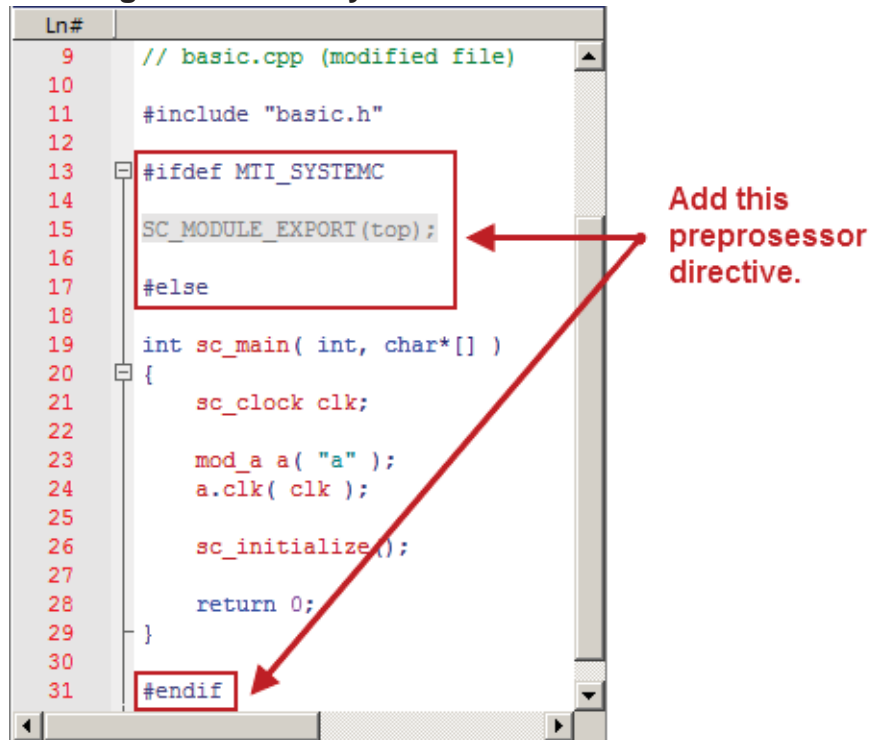 Ln#
9 // basic.cpp (modified file)
10
11 #include "basic.h"
12
13 #ifdef MTI_SYSTEMC
14
15 SC_MODULE_EXPORT(top);
16
17 #else
18
19 int sc_main( int, char*[] )
20 {
21 sc_clock clk;
22
23 mod_a a( "a" );
24 a.clk( clk );
25
26 sc_initialize();
27
28 return 0;
29 }
30
31 #endif
Add this
preprosessor
directive.